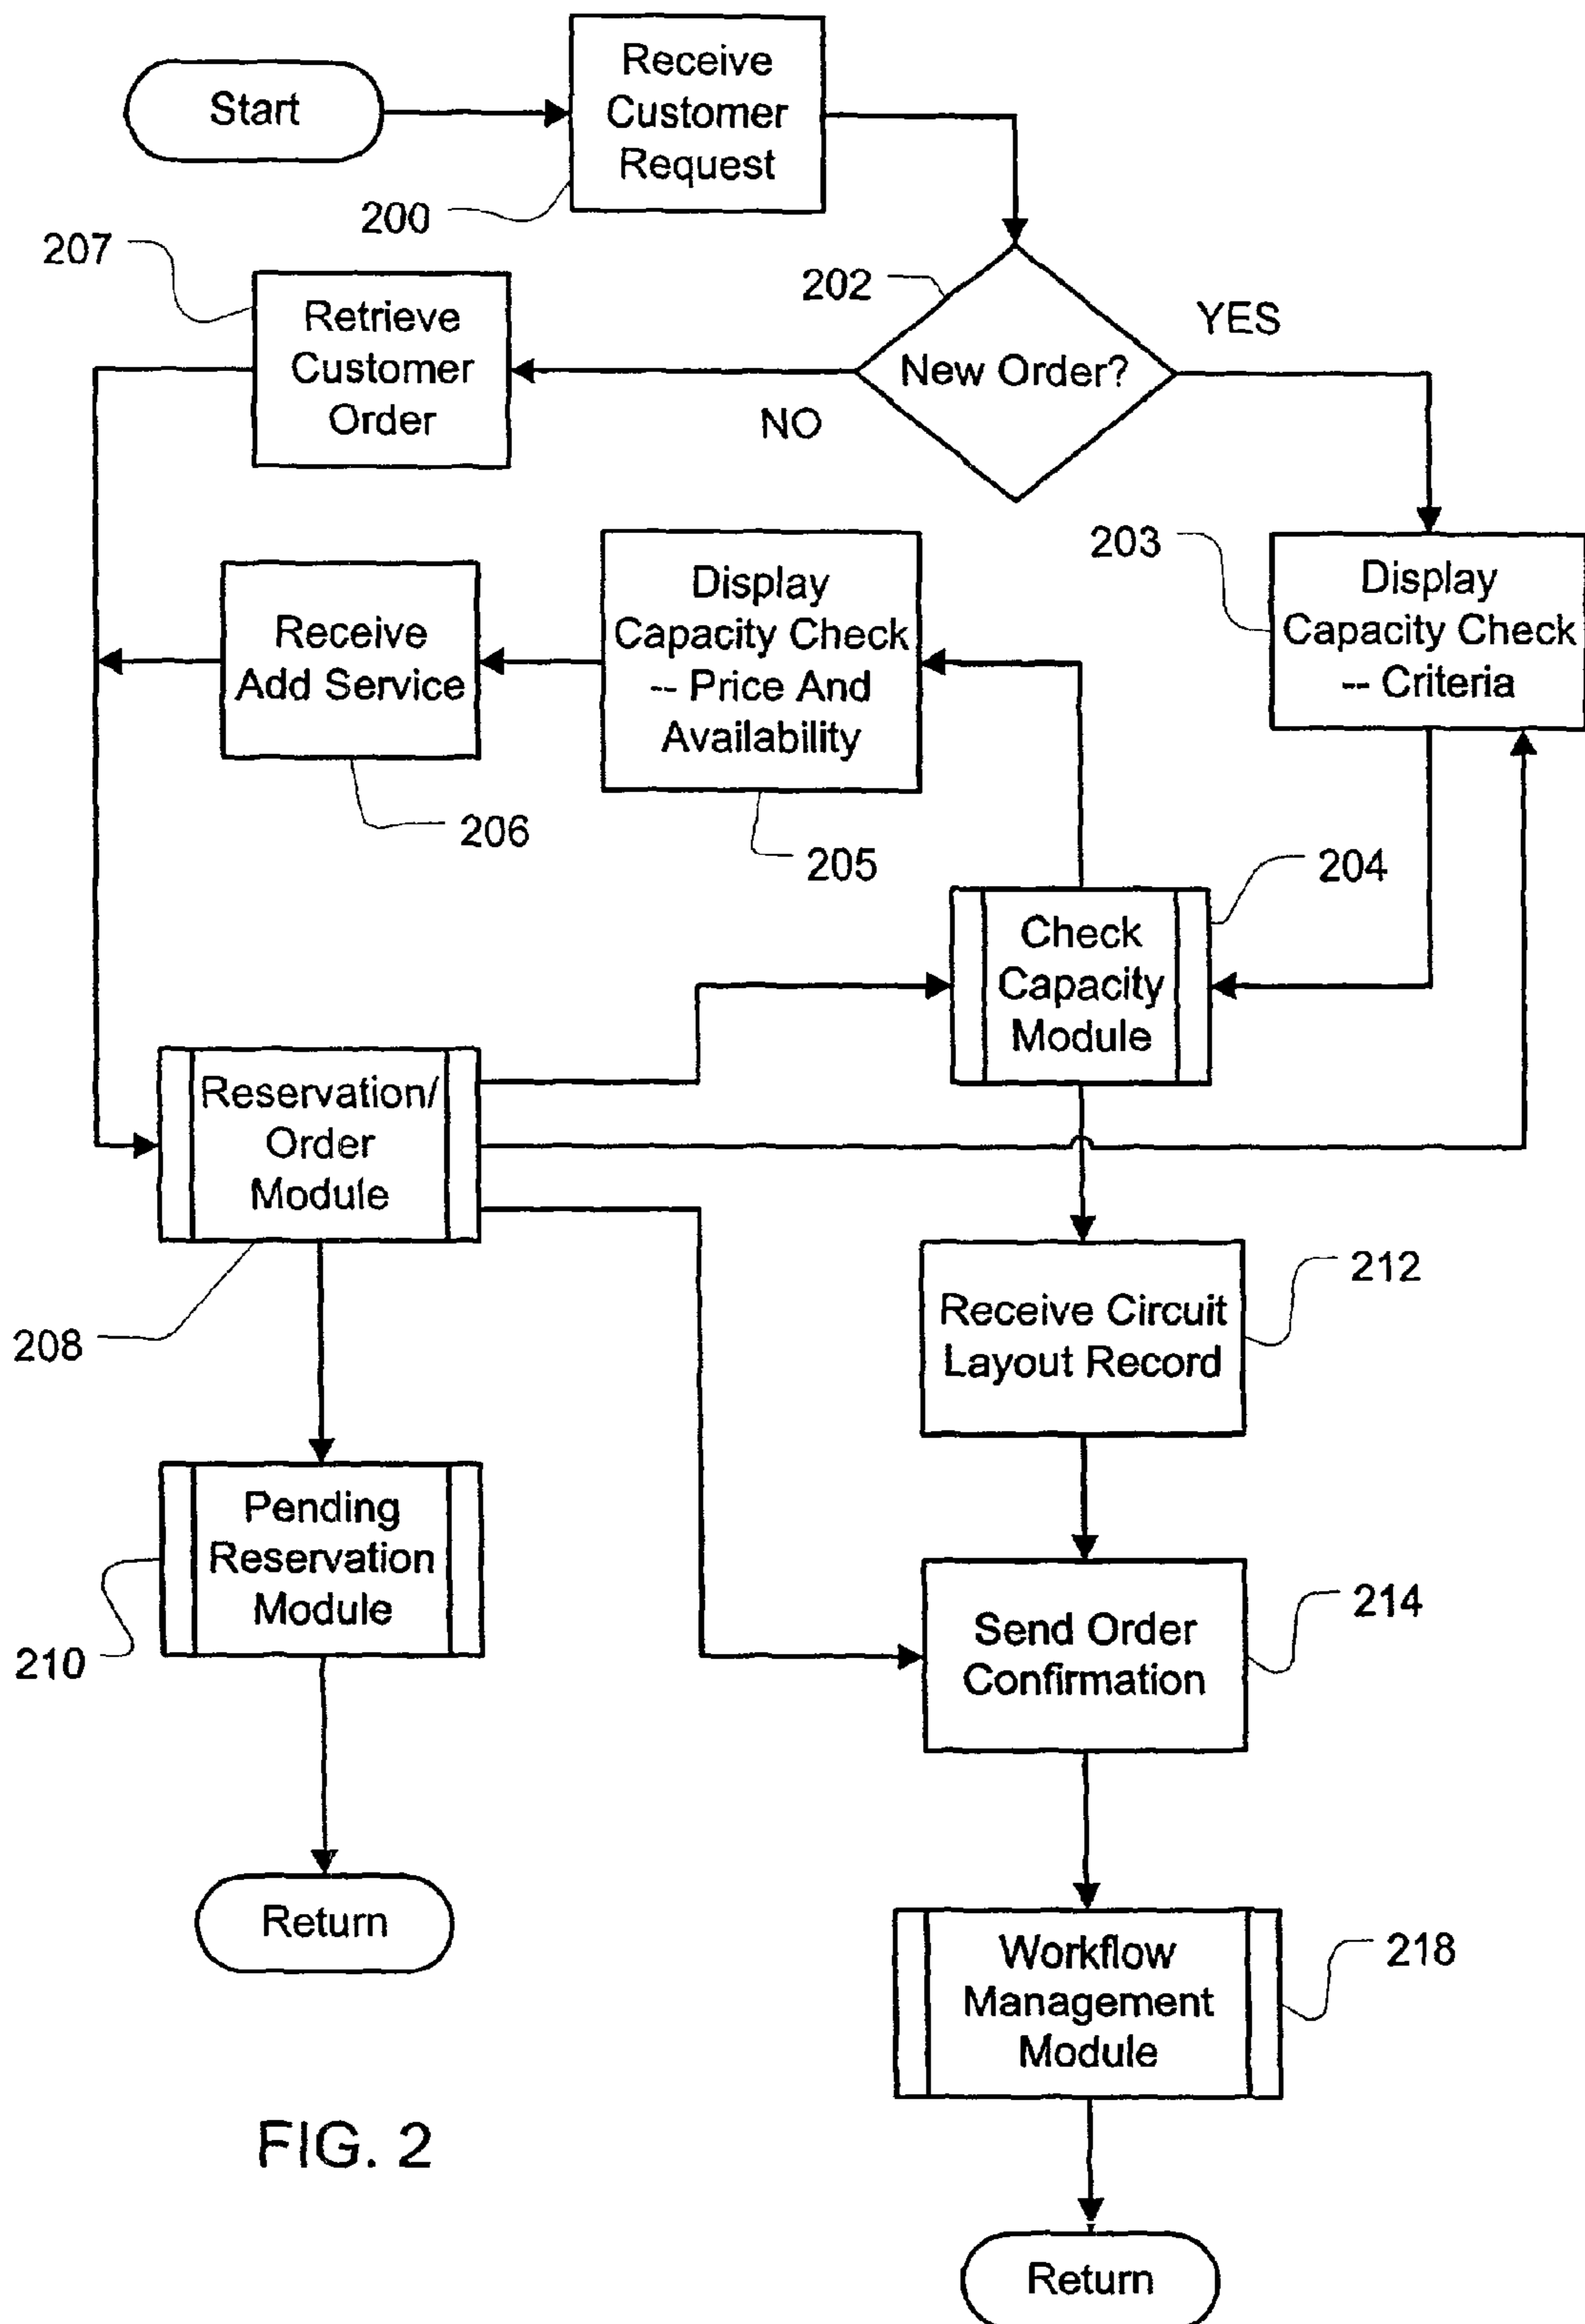 Start
Receive
Customer
Request
200
207
Retrieve
Customer
Order
202
New Order?
YES
NO
203
Display
Capacity Check
-- Criteria
Display
Capacity Check
-- Price And
Availability
205
Receive
Add Service
206
204
Check
Capacity
Module
Reservation/
Order
Module
208
212
Receive Circuit
Layout Record
Pending
Reservation
Module
210
214
Send Order
Confirmation
Return
218
Workflow
Management
Module
FIG. 2
Return